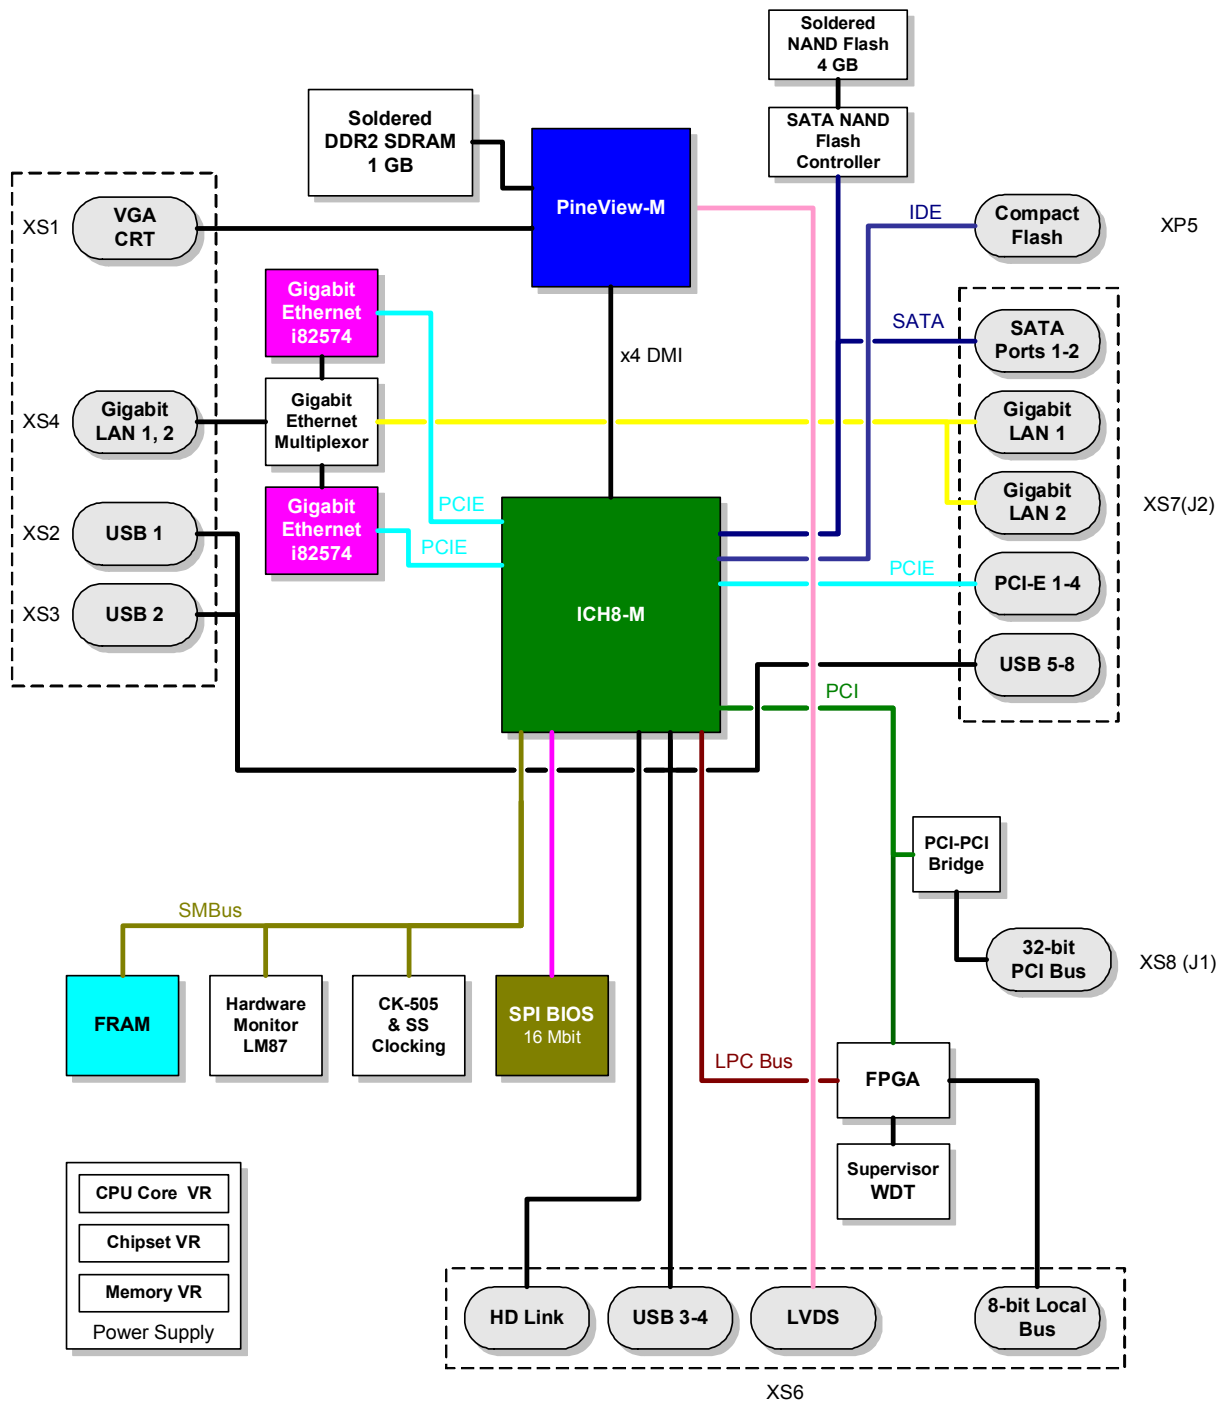 Soldered
NAND Flash
4 GB
Soldered
DDR2 SDRAM
1 GB
SATA NAND
Flash
Controller
PineView-M
XS1
VGA
CRT
IDE
Compact
Flash
XP5
Gigabit
Ethernet
i82574
SATA
SATA
Ports 1-2
x4 DMI
XS4
Gigabit
LAN 1, 2
Gigabit
Ethernet
Multiplexor
Gigabit
LAN 1
Gigabit
Ethernet
i82574
PCIE
PCIE
Gigabit
LAN 2
XS7(J2)
XS2
USB 1
PCIE
PCI-E 1-4
XS3
USB 2
ICH8-M
USB 5-8
PCI
PCI-PCI
Bridge
SMBus
32-bit
PCI Bus
XS8 (J1)
FRAM
Hardware
Monitor
LM87
CK-505
& SS
Clocking
SPI BIOS
16 Mbit
LPC Bus
FPGA
Supervisor
WDT
CPU Core VR
Chipset VR
Memory VR
Power Supply
HD Link
USB 3-4
LVDS
8-bit Local
Bus
XS6